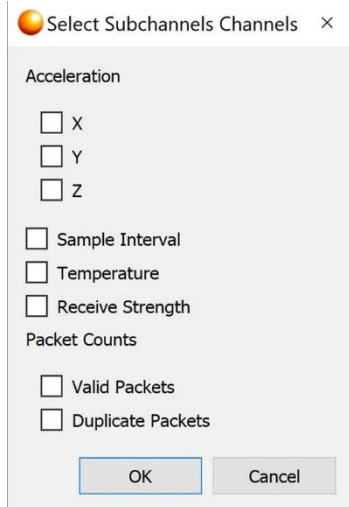 Select Subchannels Channels
Acceleration
X
Y
Z
Sample Interval
Temperature
Receive Strength
Packet Counts
Valid Packets
Duplicate Packets
OK Cancel